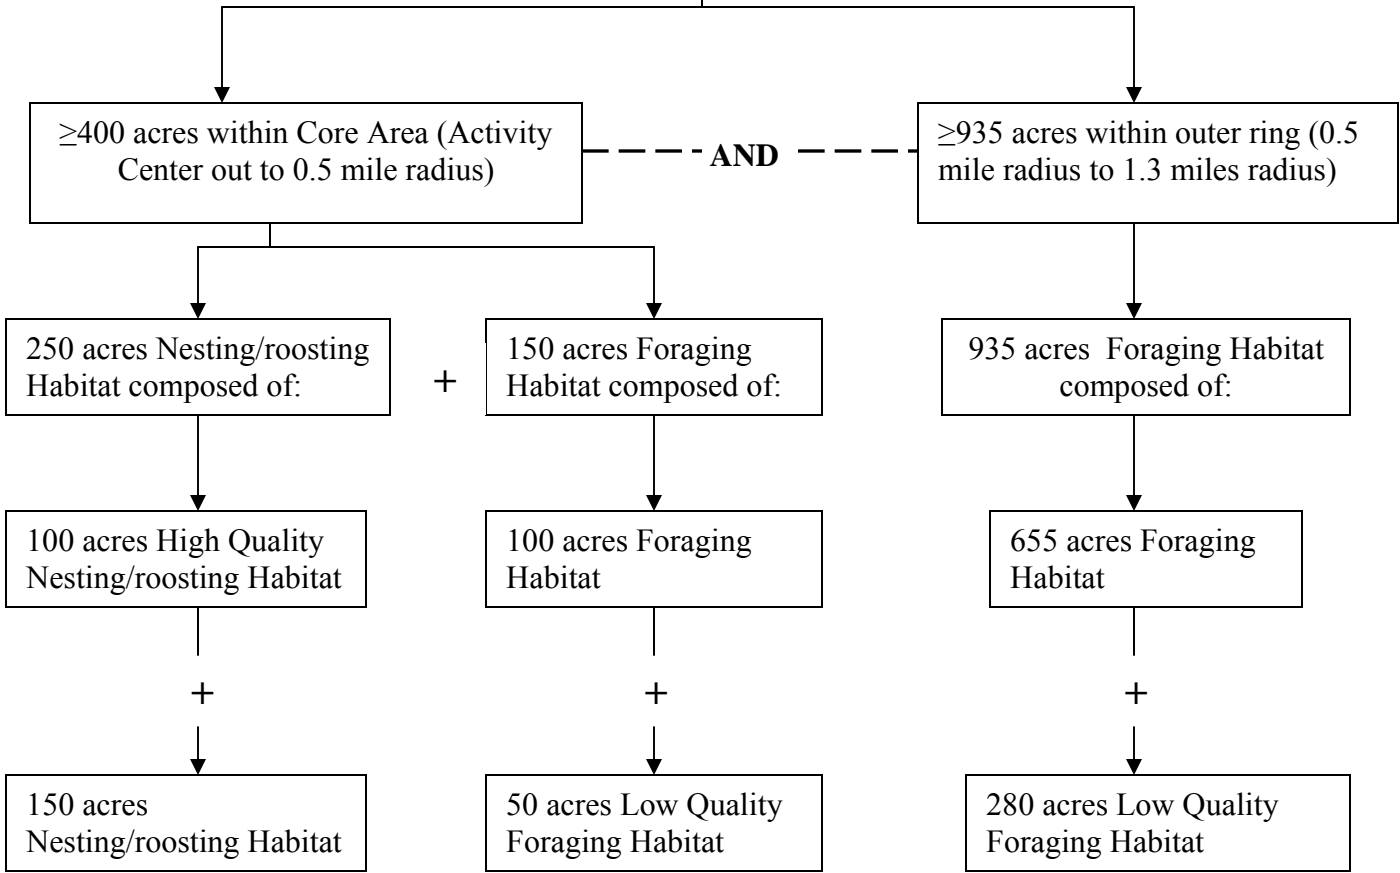 ≥400 acres within Core Area (Activity
Center out to 0.5 mile radius)
AND
≥935 acres within outer ring (0.5
mile radius to 1.3 miles radius)
250 acres Nesting/roosting
Habitat composed of:
+
150 acres Foraging
Habitat composed of:
935 acres  Foraging Habitat
composed of:
100 acres High Quality
Nesting/roosting Habitat
100 acres Foraging
Habitat
655 acres Foraging
Habitat
+
+
+
150 acres
Nesting/roosting Habitat
50 acres Low Quality
Foraging Habitat
280 acres Low Quality
Foraging Habitat